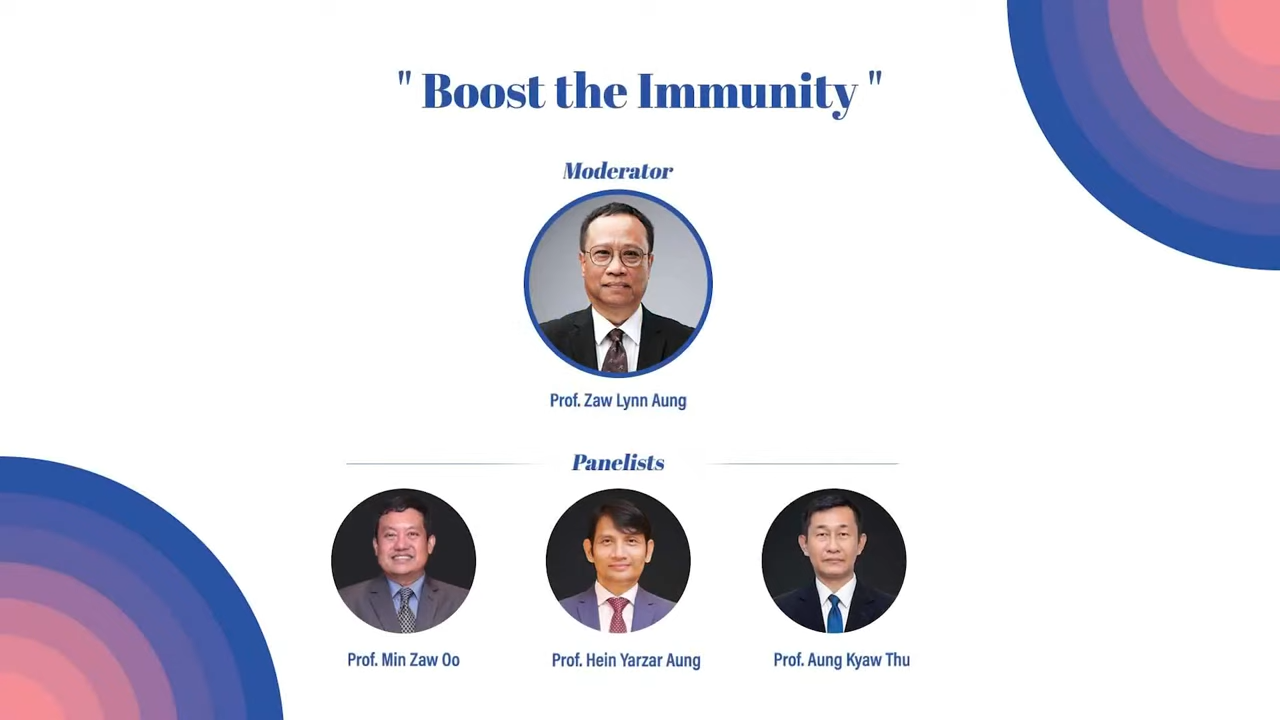 " Boost the Immunity "
Moderator
Prof. Zaw Lynn Aung
Panelists
Prof. Min Zaw Oo
Prof. Hein Yarzar Aung
Prof. Aung Kyaw Thu